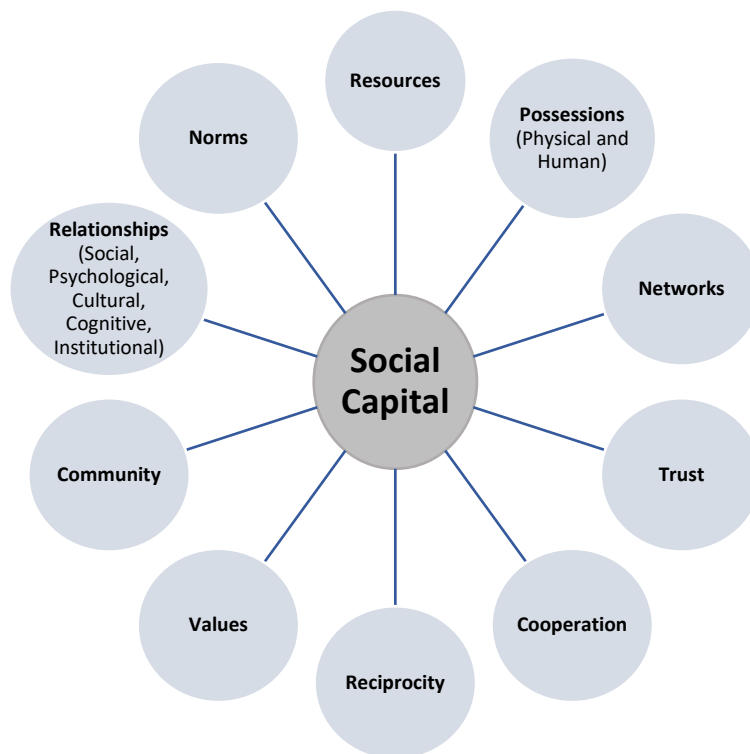 Resources
Possessions
(Physical and
Human)
Norms
Relationships
(Social,
Psychological,
Cultural,
Cognitive,
Institutional)
Networks
Social
Capital
Community
Trust
Values
Cooperation
Reciprocity